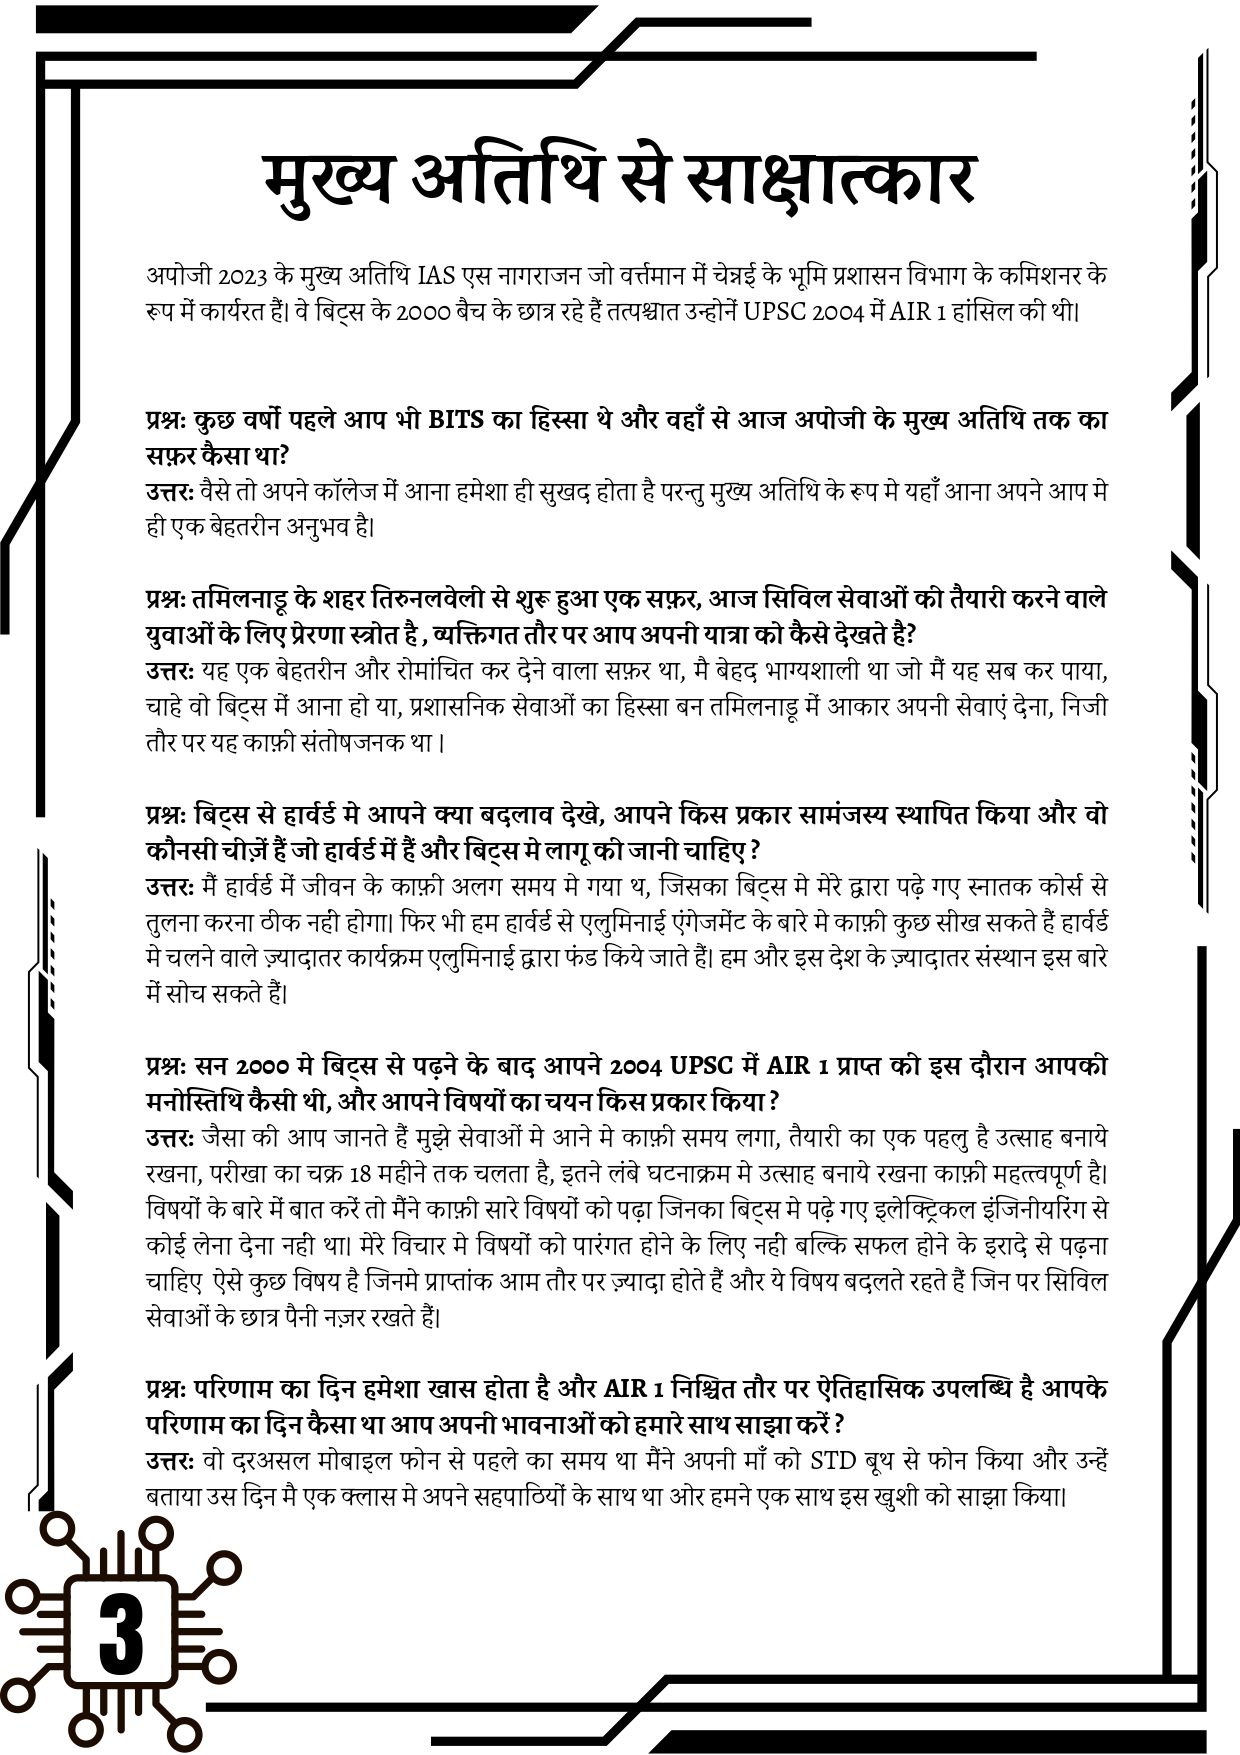 मुख्य अतिथि से साक्षात्कार
अपोजी 2023 के मुख्य अतिथि IAS एस नागराजन जो वर्त्तमान में चेन्नई के भूमि प्रशासन विभाग के कमिशनर के
रूप में कार्यरत हैं। वे बिट्स के 2000 बैच के छात्र रहे हैं तत्पश्चात उन्होनें UPSC 2004 में AIR 1 हांसिल की थी।
प्रश्न: कुछ वर्षों पहले आप भी BITS का हिस्सा थे और वहाँ से आज अपोजी के मुख्य अतिथि तक का
सफ़र कैसा था?
उत्तर: वैसे तो अपने कॉलेज में आना हमेशा ही सुखद होता है परन्तु मुख्य अतिथि के रूप मे यहाँ आना अपने आप मे
ही एक बेहतरीन अनुभव है।
प्रश्न: तमिलनाडू के शहर तिरुनलवेली से शुरू हुआ एक सफ़र, आज सिविल सेवाओं की तैयारी करने वाले
युवाओं के लिए प्रेरणा स्त्रोत है , व्यक्तिगत तौर पर आप अपनी यात्रा को कैसे देखते है?
उत्तर: यह एक बेहतरीन और रोमांचित कर देने वाला सफ़र था, मै बेहद भाग्यशाली था जो मैं यह सब कर पाया,
चाहे वो बिट्स में आना हो या, प्रशासनिक सेवाओं का हिस्सा बन तमिलनाडू में आकार अपनी सेवाएं देना, निजी
तौर पर यह काफ़ी संतोषजनक था ।
प्रश्न: बिट्स से हार्वर्ड मे आपने क्या बदलाव देखे, आपने किस प्रकार सामंजस्य स्थापित किया और वो
कौनसी चीज़ें हैं जो हार्वर्ड में हैं और बिट्स मे लागू की जानी चाहिए ?
उत्तर: मैं हार्वर्ड में जीवन के काफ़ी अलग समय मे गया थ, जिसका बिट्स मे मेरे द्वारा पढ़े गए स्नातक कोर्स से
तुलना करना ठीक नहीं होगा। फिर भी हम हार्वर्ड से एलुमिनाई एंगेजमेंट के बारे मे काफ़ी कुछ सीख सकते हैं हार्वर्ड
मे चलने वाले ज़्यादातर कार्यक्रम एलुमिनाई द्वारा फंड किये जाते हैं। हम और इस देश के ज़्यादातर संस्थान इस बारे
में सोच सकते हैं।
प्रश्न: सन 2000 मे बिट्स से पढ़ने के बाद आपने 2004 UPSC में AIR 1 प्राप्त की इस दौरान आपकी
मनोस्तिथि कैसी थी, और आपने विषयों का चयन किस प्रकार किया ?
उत्तर: जैसा की आप जानते हैं मुझे सेवाओं मे आने मे काफ़ी समय लगा, तैयारी का एक पहलु है उत्साह बनाये
रखना, परीखा का चक्र 18 महीने तक चलता है, इतने लंबे घटनाक्रम मे उत्साह बनाये रखना काफ़ी महत्त्वपूर्ण है।
विषयों के बारे में बात करें तो मैंने काफ़ी सारे विषयों को पढ़ा जिनका बिट्स मे पढ़े गए इलेक्ट्रिकल इंजिनीयरिंग से
कोई लेना देना नहीं था। मेरे विचार मे विषयों को पारंगत होने के लिए नहीं बल्कि सफल होने के इरादे से पढ़ना
चाहिए ऐसे कुछ विषय है जिनमे प्राप्तांक आम तौर पर ज़्यादा होते हैं और ये विषय बदलते रहते हैं जिन पर सिविल
सेवाओं के छात्र पैनी नज़र रखते हैं।
प्रश्न: परिणाम का दिन हमेशा खास होता है और AIR 1 निश्चित तौर पर ऐतिहासिक उपलब्धि है आपके
परिणाम का दिन कैसा था आप अपनी भावनाओं को हमारे साथ साझा करें ?
उत्तर: वो दरअसल मोबाइल फोन से पहले का समय था मैंने अपनी माँ को STD बूथ से फोन किया और उन्हें
बताया उस दिन मै एक क्लास मे अपने सहपाठियों के साथ था ओर हमने एक साथ इस खुशी को साझा किया।
3